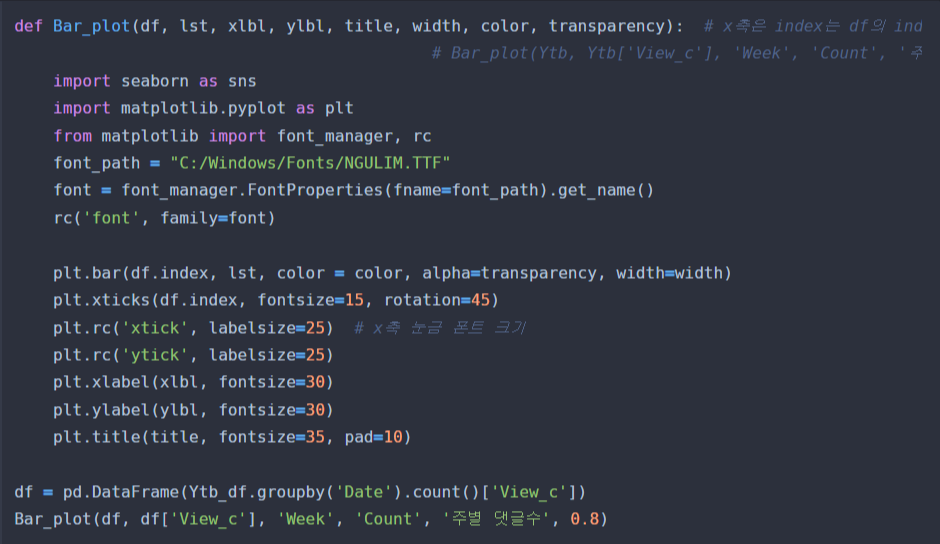 def Bar_plot(df, lst, xlbl, ylbl, title, width, color, transparency):  # x축은 index는 df의 ind
# Bar_plot(Ytb, Ytb['View_c'], 'Week', 'Count', '주
import seaborn as sns
import matplotlib.pyplot as plt
from matplotlib import font_manager, rc
font_path = "C:/Windows/Fonts/NGULIM.TTF"
font = font_manager.FontProperties(fname=font_path).get_name()
rc('font', family=font)
plt.bar(df.index, lst, color = color, alpha=transparency, width=width)
plt.xticks(df.index, fontsize=15, rotation=45)
plt.rc('xtick', labelsize=25)  # x축 눈금 폰트 크기
plt.rc('ytick', labelsize=25)
plt.xlabel(xlbl, fontsize=30)
plt.ylabel(ylbl, fontsize=30)
plt.title(title, fontsize=35, pad=10)
df = pd.DataFrame(Ytb_df.groupby('Date').count()['View_c'])
Bar_plot(df, df['View_c'], 'Week', 'Count', '주별 댓글수', 0.8)